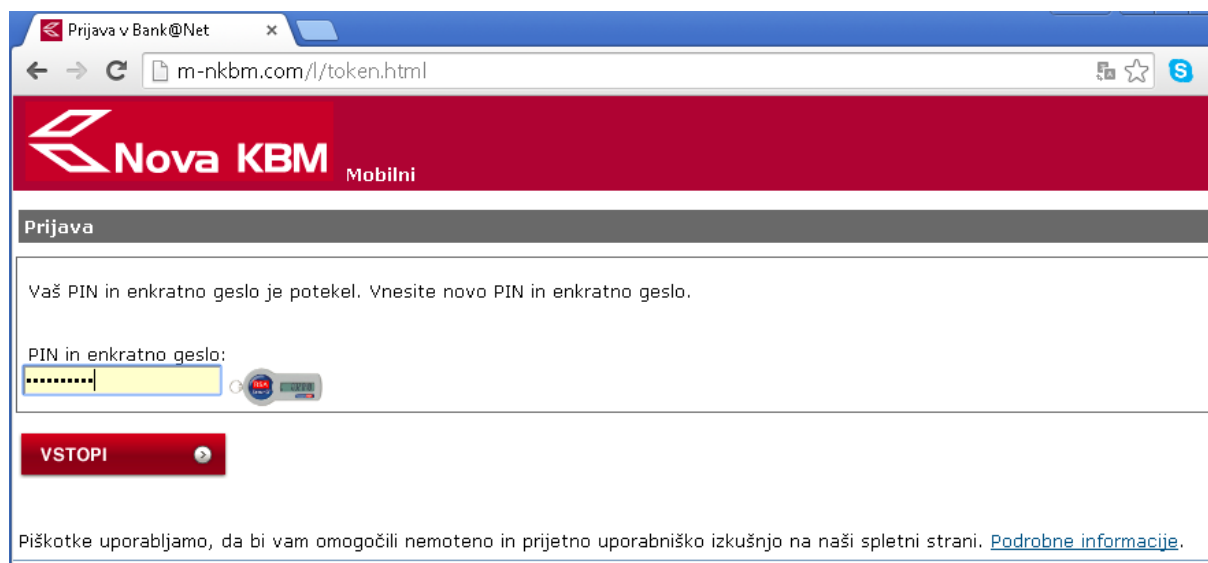 Prijava v Bank@Net
m-nkbm.com/l/token.html
Nova KBM Mobilni
Prijava
Vaš PIN in enkratno geslo je potekel. Vnesite novo PIN in enkratno geslo.
PIN in enkratno geslo:
RSA
VSTOPI
Piškotke uporabljamo, da bi vam omogočili nemoteno in prijetno uporabniško izkušnjo na naši spletni strani. Podrobne informacije.